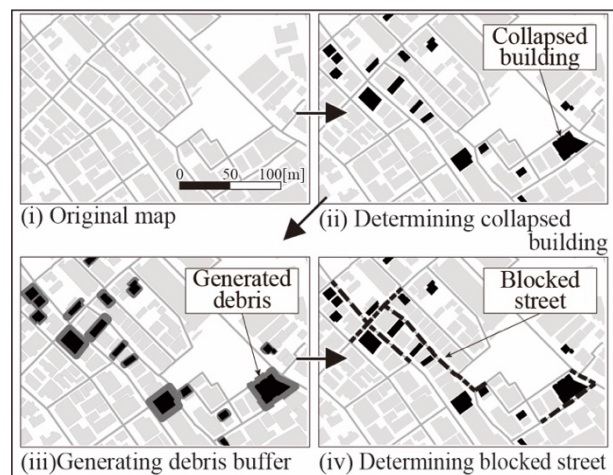 Collapsed
building
0 50 100[m]
(i) Original map
(ii) Determining collapsed
building
Generated
debris
Blocked
street
(iii)Generating debris buffer
(iv) Determining blocked street